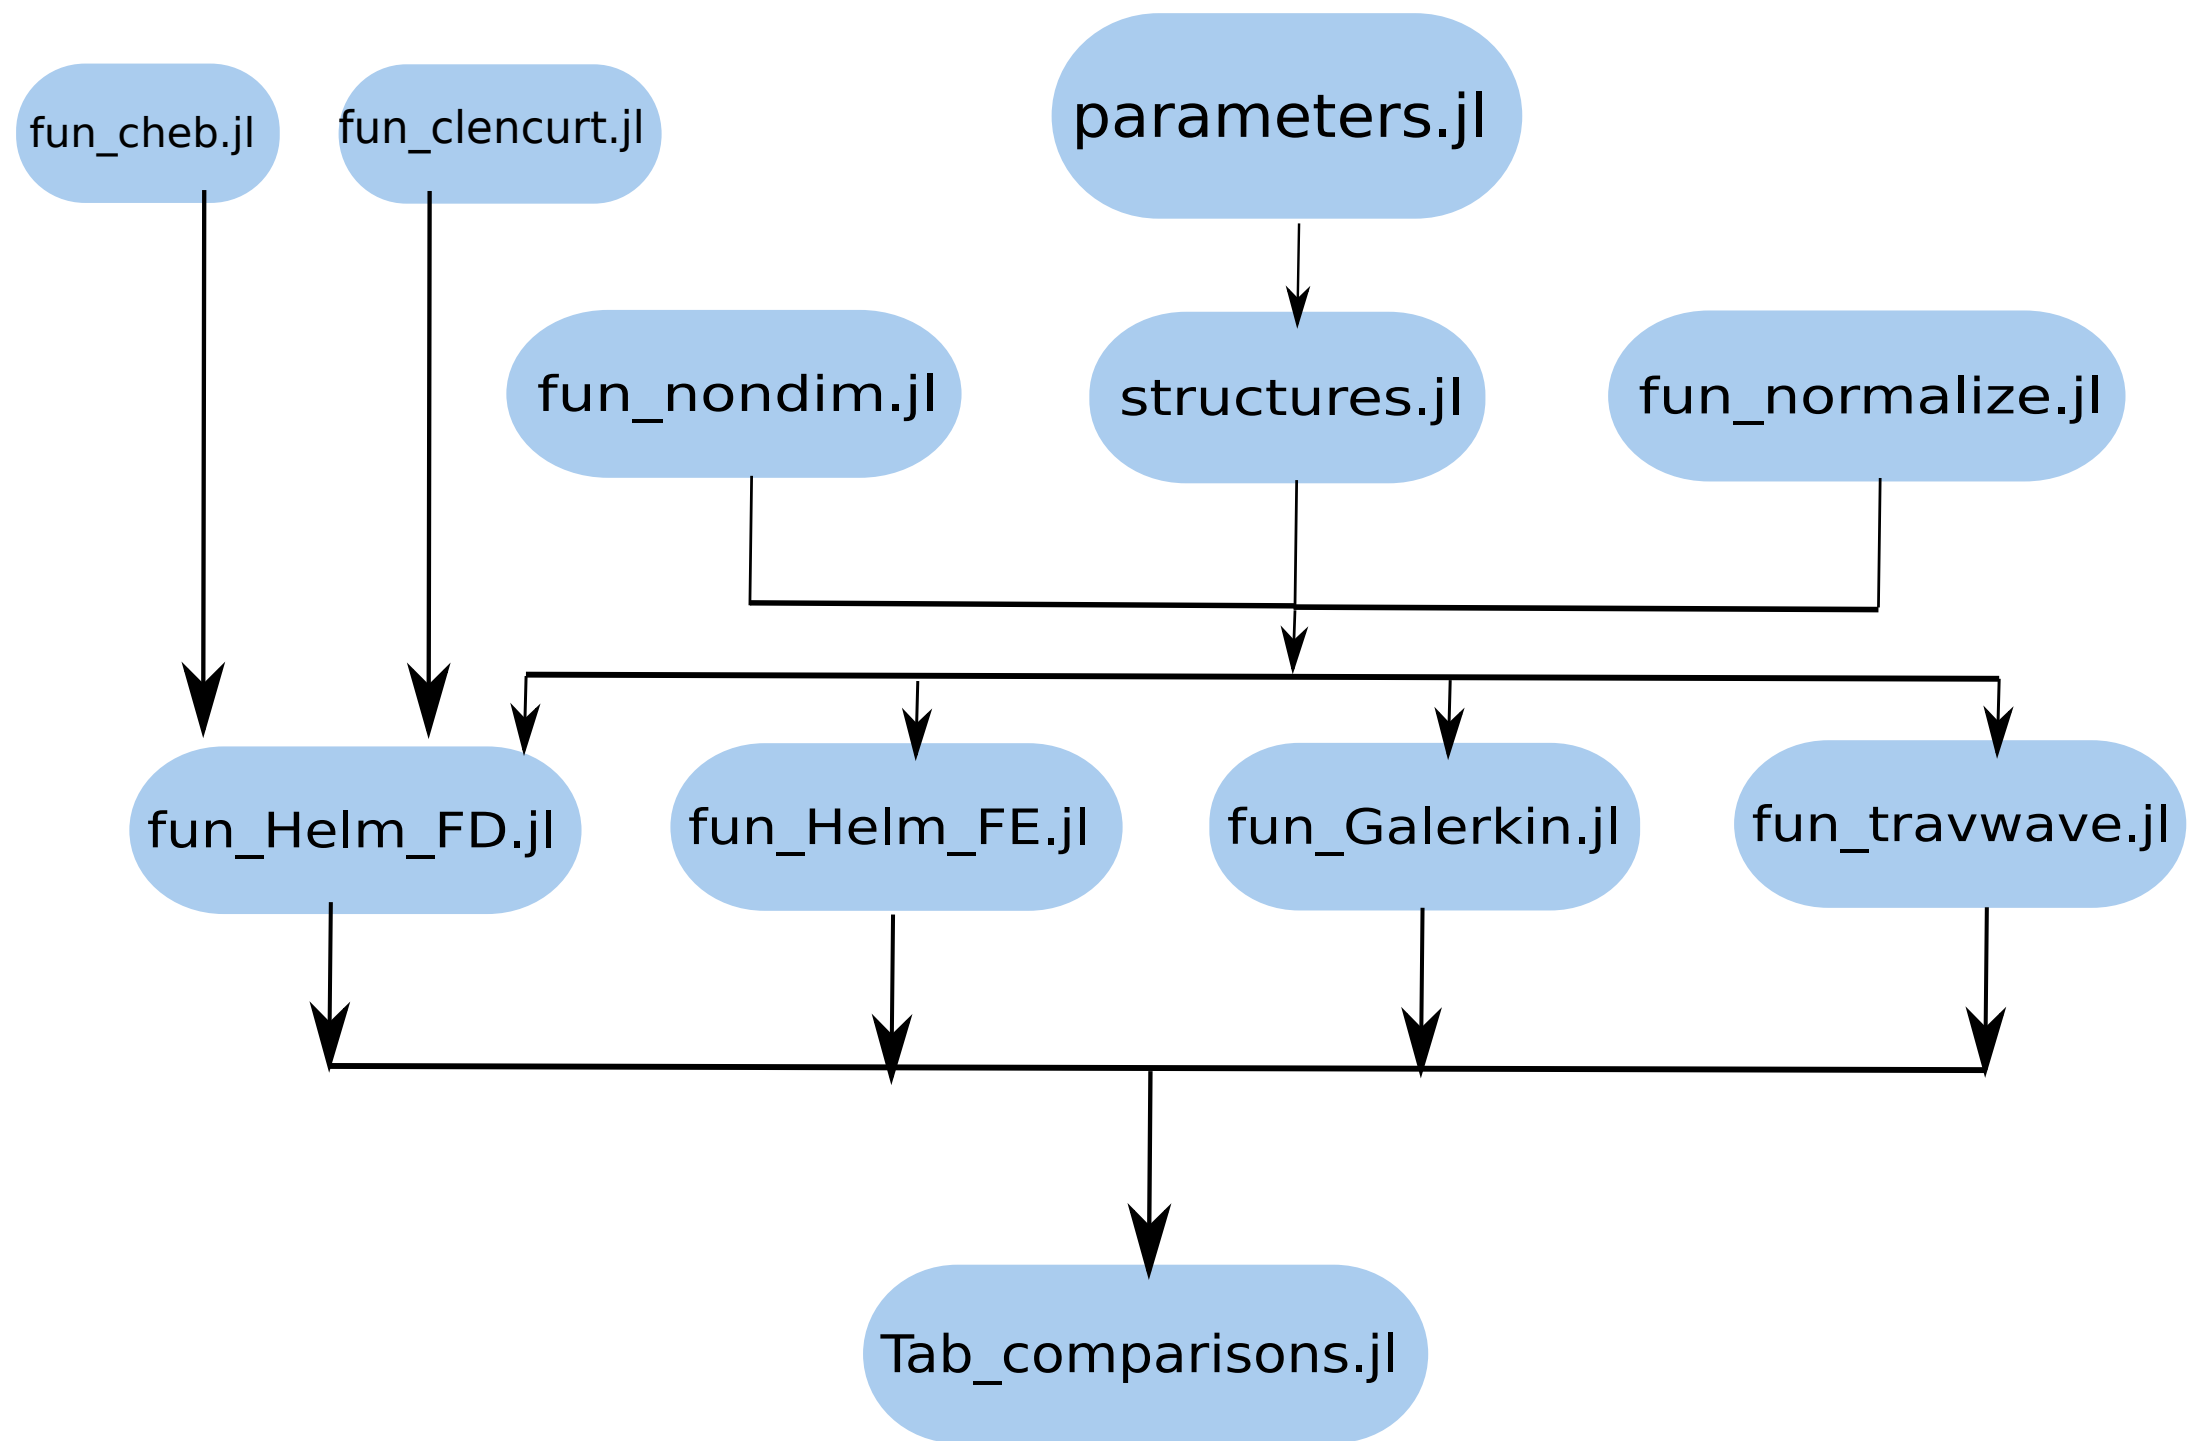 fun_cheb.jl
fun_clencurt.jl
parameters.jl
fun_nondim.jl
structures.jl
fun_normalize.jl
fun_Helm_FD.jl
fun_Helm_FE.jl
fun_Galerkin.jl
fun_travwave.jl
Tab_comparisons.jl